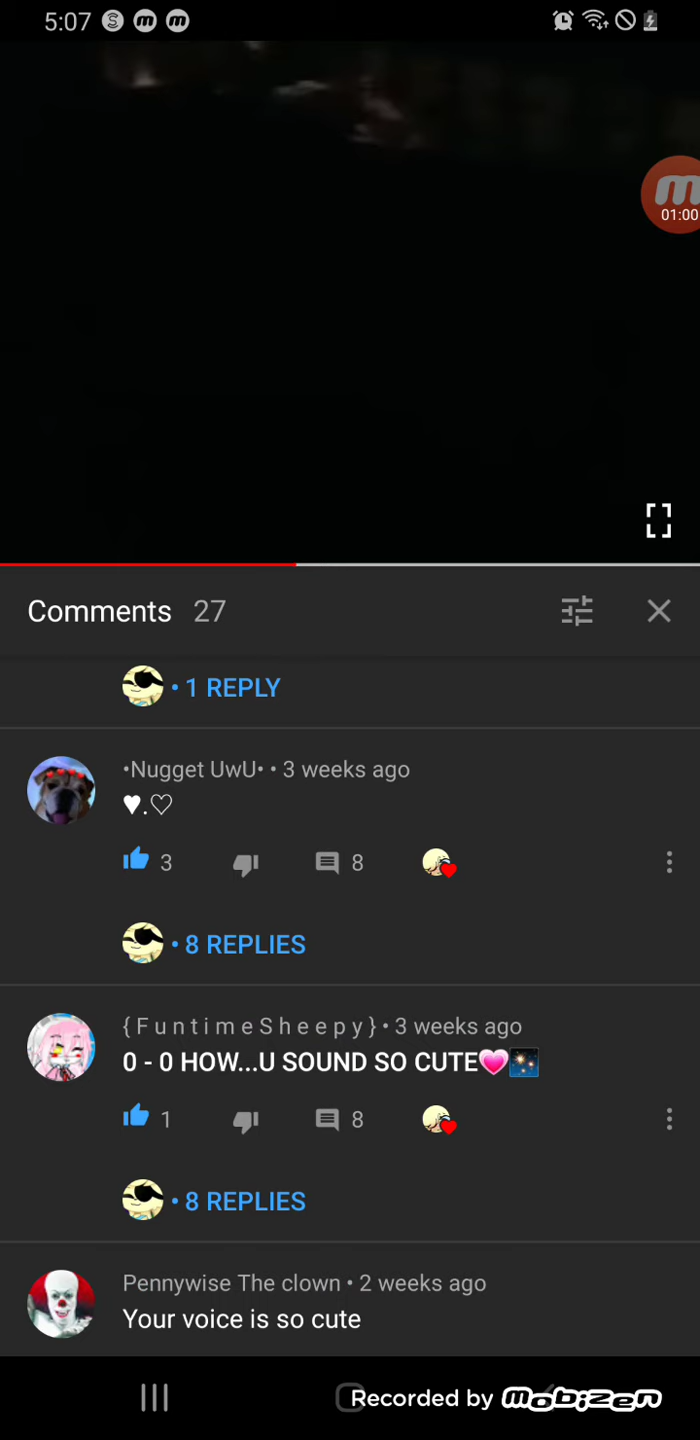 5:07
01:00
Comments 27
• 1 REPLY
•Nugget UwU• • 3 weeks ago
♥.♡
3 8
• 8 REPLIES
{ F u n t i m e S h e e p y } • 3 weeks ago
0 - 0 HOW...U SOUND SO CUTE💗🎇
1 8
• 8 REPLIES
Pennywise The clown • 2 weeks ago
Your voice is so cute
Recorded by mobizen